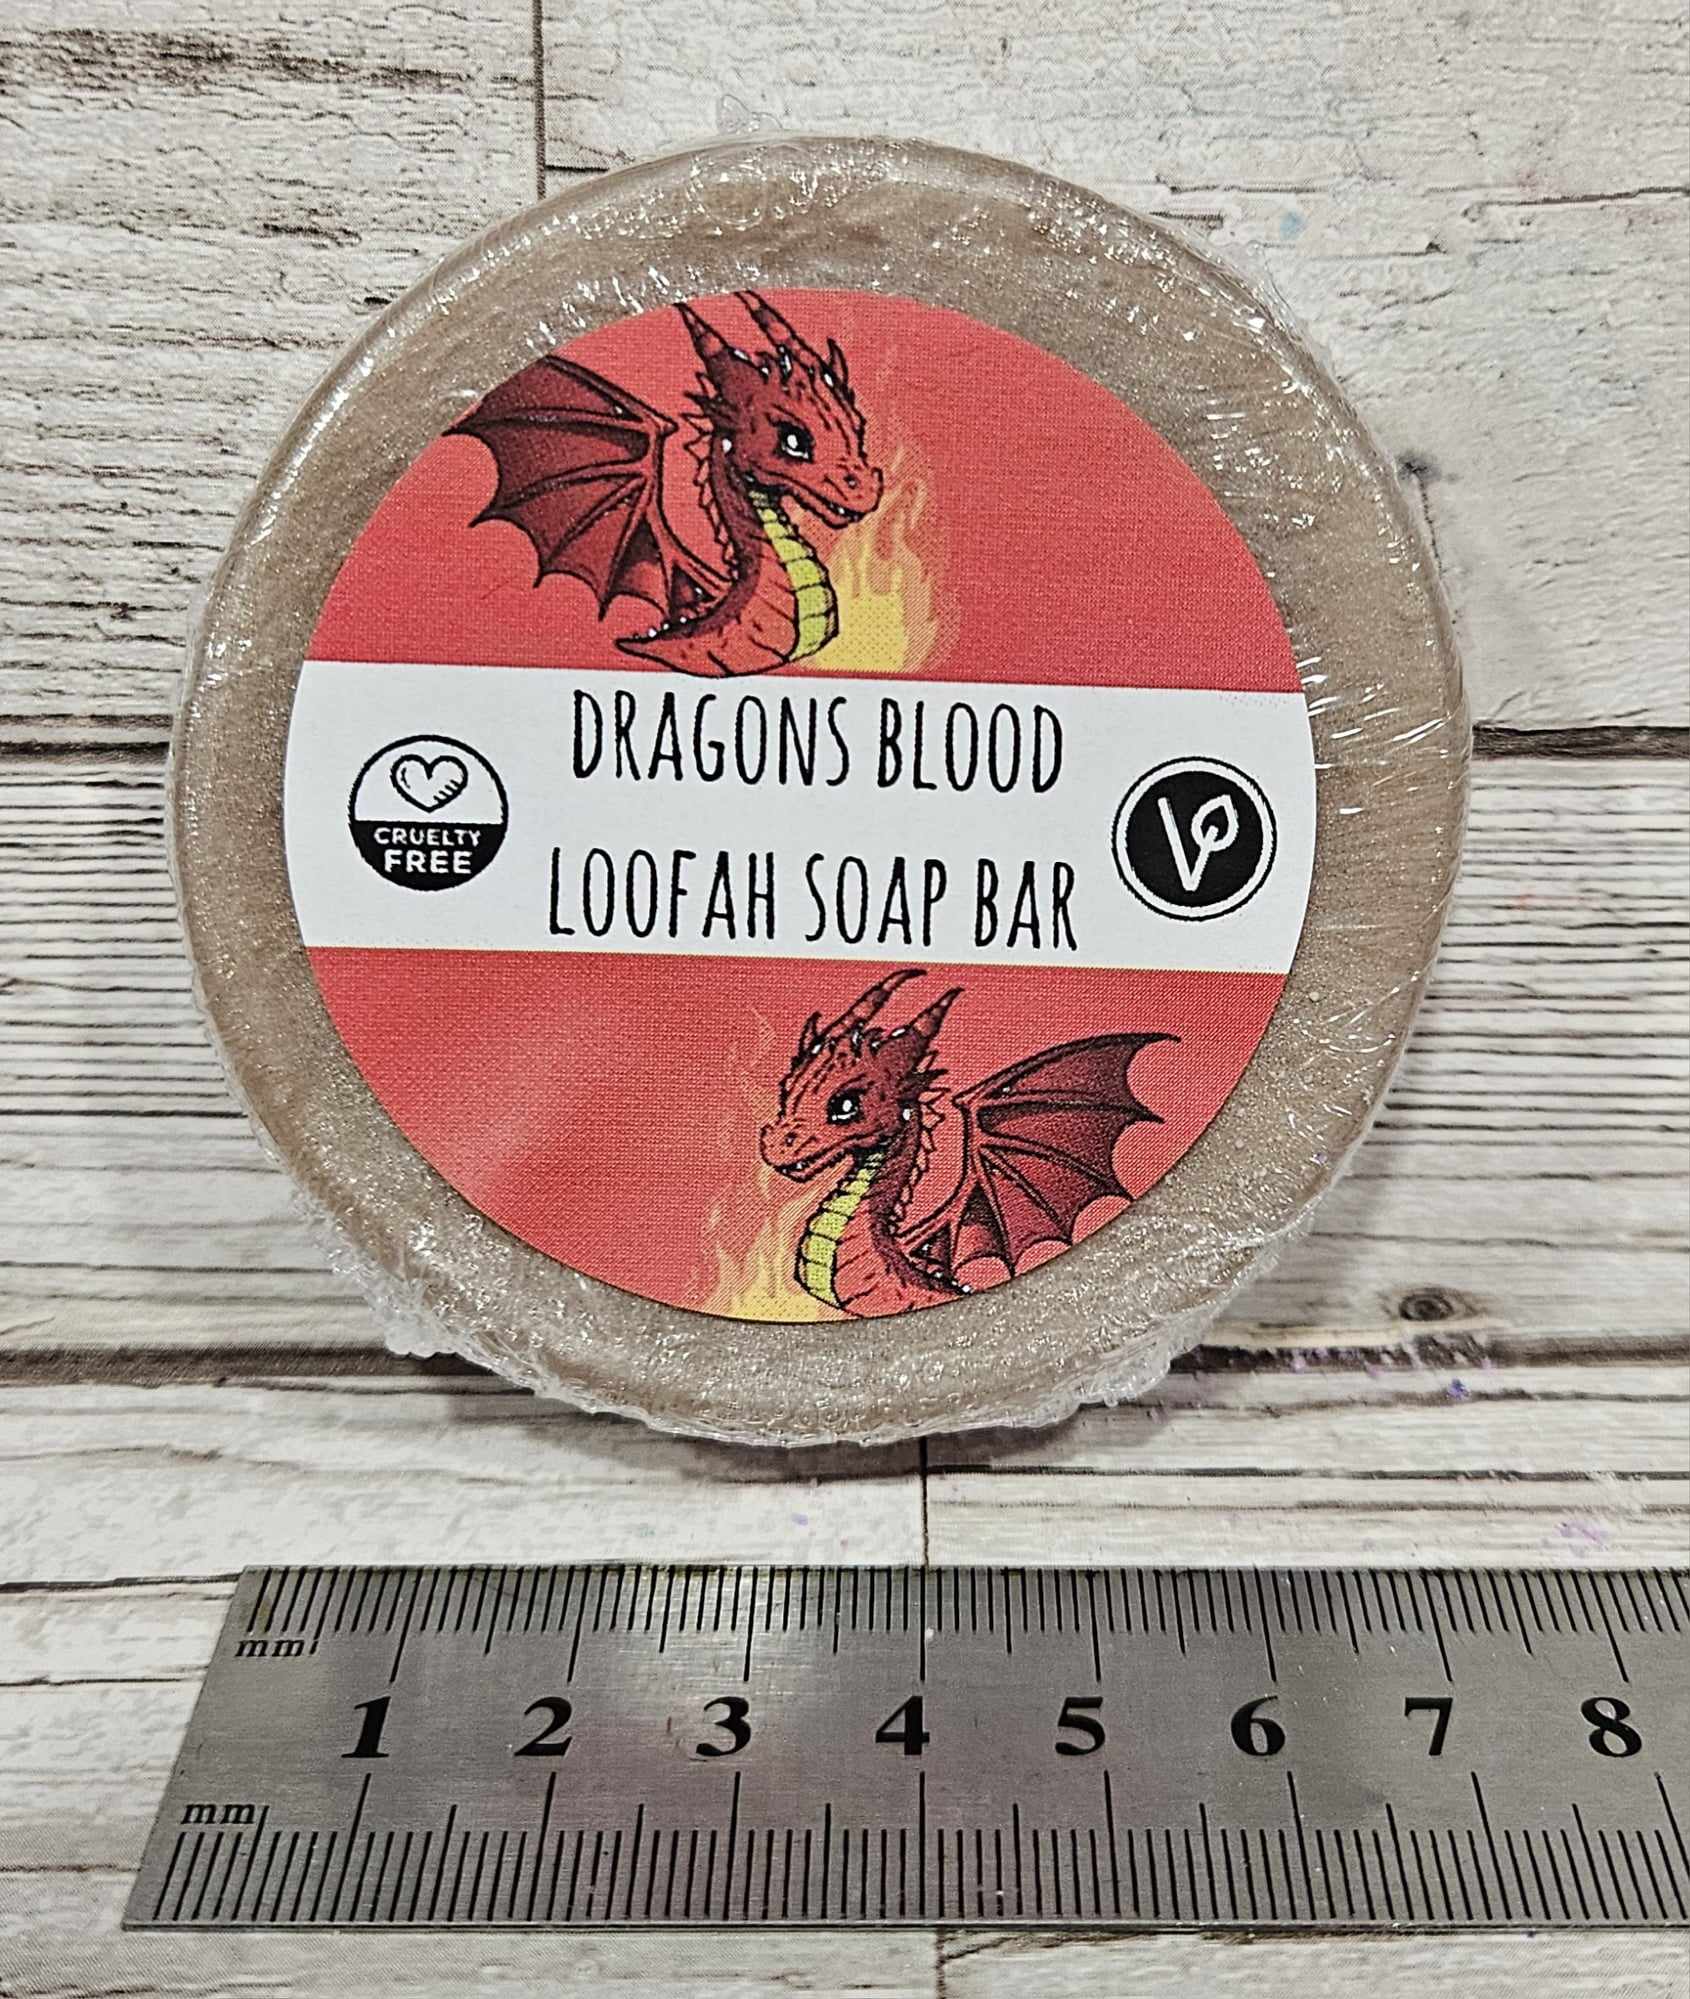 DRAGONS BLOOD
CRUELTY
FREE
LOOFAH SOAP BAR
V
mm
1 2 3 4 5 6 7 8
mm